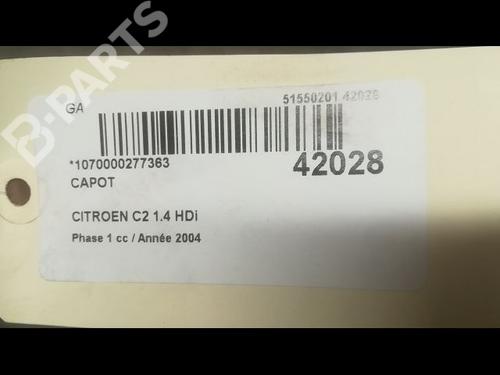 GA
51550201 42028
*1070000277363
42028
CAPOT
CITROEN C2 1.4 HDi
Phase 1 cc / Année 2004
B-PARTS